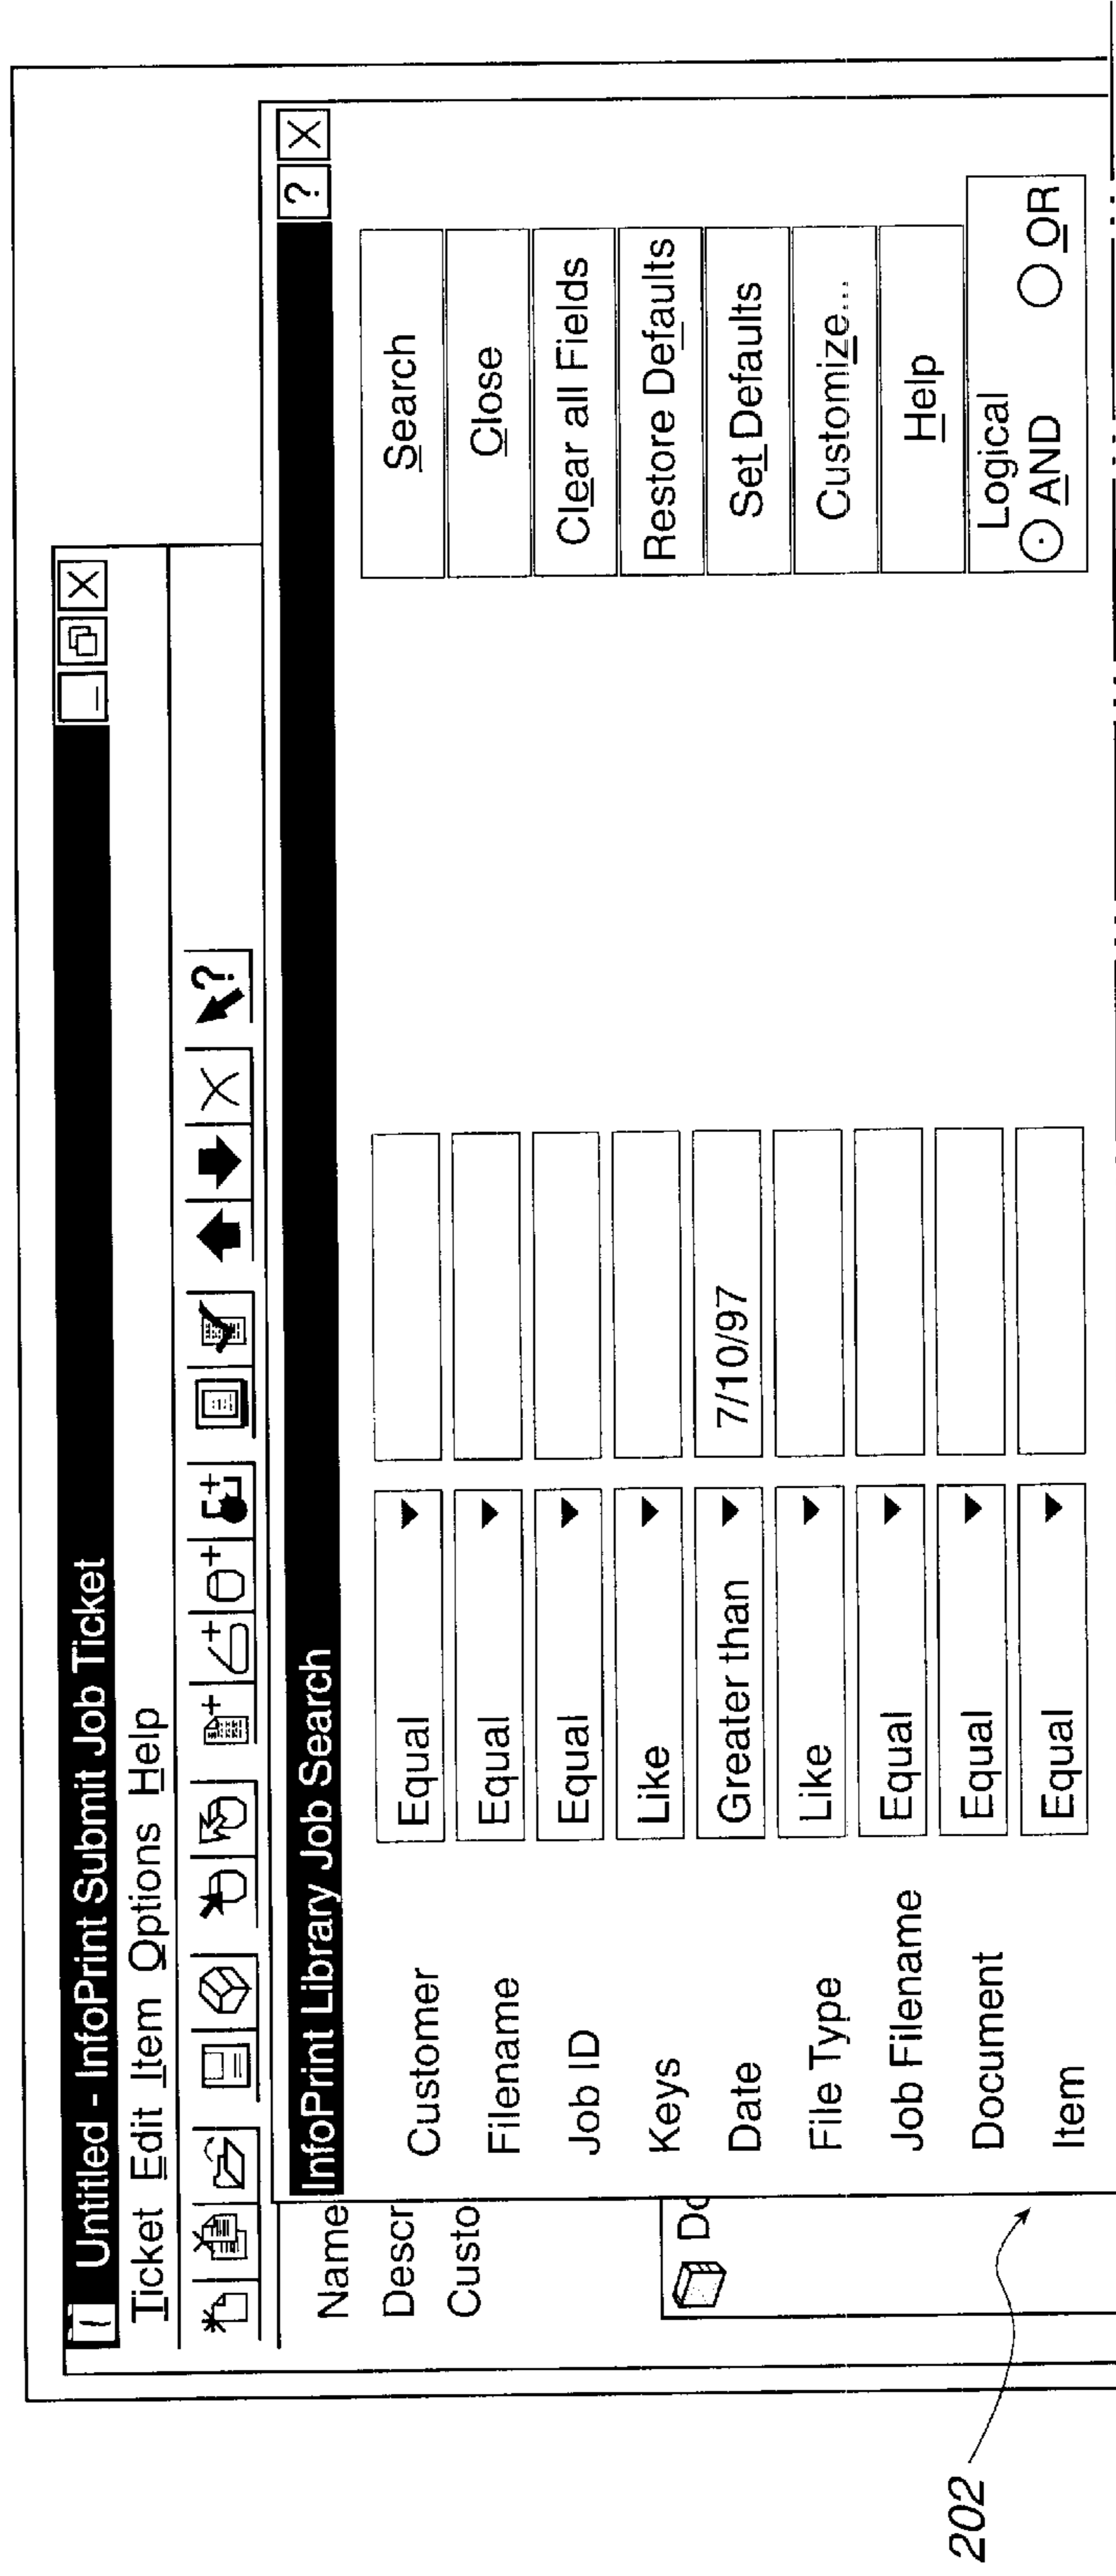 Untitled - InfoPrint Submit Job Ticket
Ticket Edit Item Options Help
InfoPrint Library Job Search
Name
Descr
Custo
Do
Customer Equal
Filename Equal
Job ID Equal
Keys Like
Date Greater than 7/10/97
File Type Like
Job Filename Equal
Document Equal
Item Equal
Search
Close
Clear all Fields
Restore Defaults
Set Defaults
Customize...
Help
Logical
AND OR
202